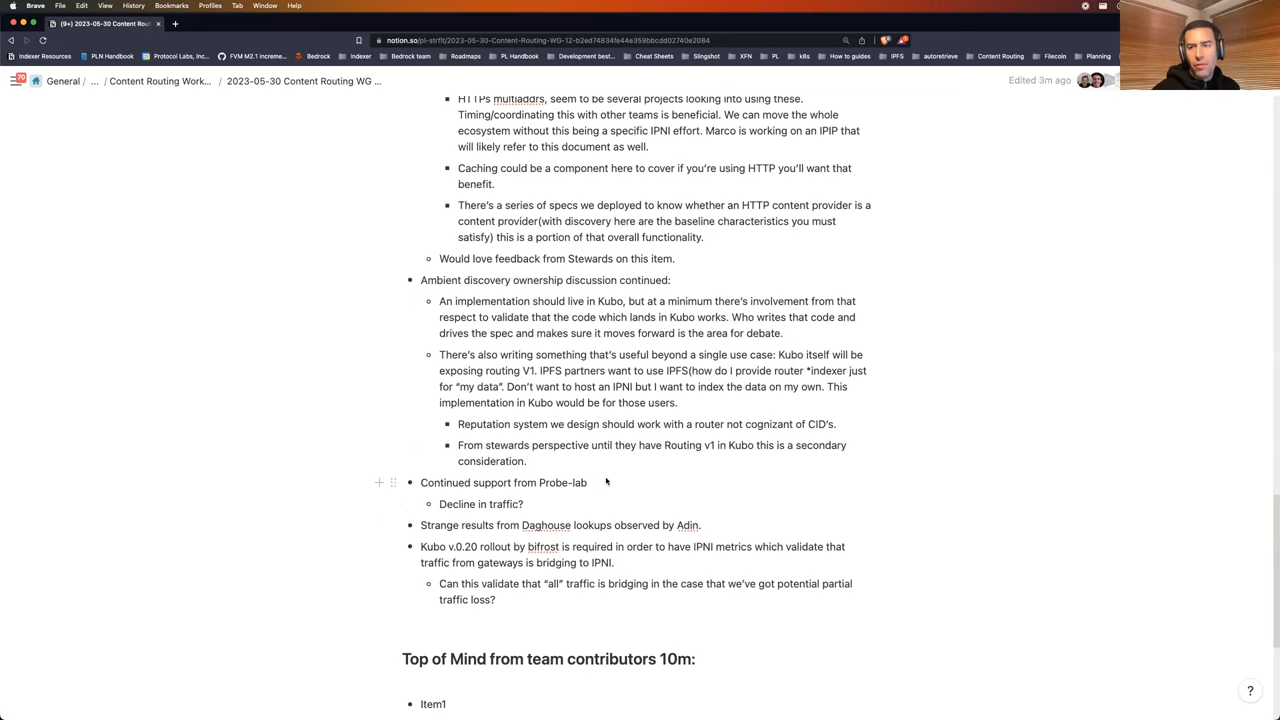 Brave File Edit View History Bookmarks Profiles Tab Window Help
(9+) 2023-05-30 Content Rou
notion.so/pl-strflt/2023-05-30-Content-Routing-WG-12-b2ed74834fe44e359bbcdd02740e2084
Indexer Resources PLN Handbook Protocol Labs, Inc... FVM M2.1 Increme... Bedrock Indexer Bedrock team Roadmaps PL Handbook Development best... Cheat Sheets Slingshot XFN PL k8s How to guides IPFS autoretrieve Content Routing Filecoin Planning
70 General / ... / Content Routing Work... / 2023-05-30 Content Routing WG ... Edited 3m ago
HTTPs multiaddrs, seem to be several projects looking into using these.
Timing/coordinating this with other teams is beneficial. We can move the whole
ecosystem without this being a specific IPNI effort. Marco is working on an IPIP that
will likely refer to this document as well.
Caching could be a component here to cover if you’re using HTTP you’ll want that
benefit.
There’s a series of specs we deployed to know whether an HTTP content provider is a
content provider(with discovery here are the baseline characteristics you must
satisfy) this is a portion of that overall functionality.
Would love feedback from Stewards on this item.
Ambient discovery ownership discussion continued:
An implementation should live in Kubo, but at a minimum there’s involvement from that
respect to validate that the code which lands in Kubo works. Who writes that code and
drives the spec and makes sure it moves forward is the area for debate.
There’s also writing something that’s useful beyond a single use case: Kubo itself will be
exposing routing V1. IPFS partners want to use IPFS(how do I provide router *indexer just
for “my data”. Don’t want to host an IPNI but I want to index the data on my own. This
implementation in Kubo would be for those users.
Reputation system we design should work with a router not cognizant of CID’s.
From stewards perspective until they have Routing v1 in Kubo this is a secondary
consideration.
Continued support from Probe-lab
Decline in traffic?
Strange results from Daghouse lookups observed by Adin.
Kubo v.0.20 rollout by bifrost is required in order to have IPNI metrics which validate that
traffic from gateways is bridging to IPNI.
Can this validate that “all” traffic is bridging in the case that we’ve got potential partial
traffic loss?
Top of Mind from team contributors 10m:
Item1
?